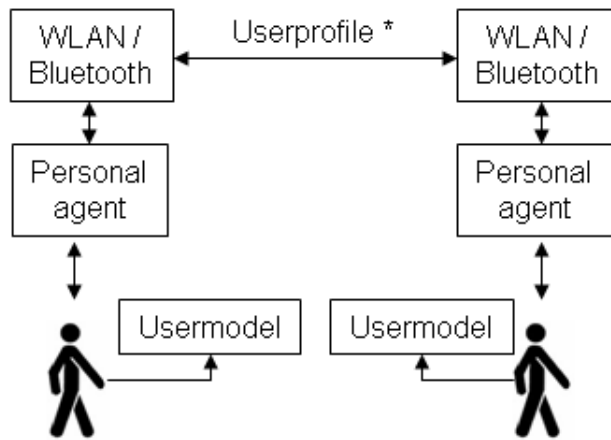 WLAN /
Bluetooth
Userprofile *
WLAN /
Bluetooth
Personal
agent
Personal
agent
Usermodel
Usermodel